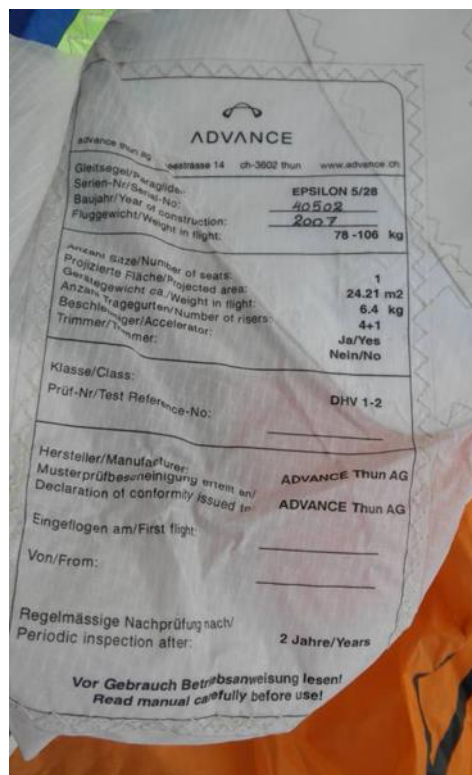 ADVANCE
advance thun ag seestrasse 14 ch-3602 thun www.advance.ch
Gleitsegel/Paraglider: EPSILON 5/28
Serien-Nr/Serial-No: 40502
Baujahr/Year of construction: 2007
Fluggewicht/Weight in flight: 78 -106 kg
Anzahl Sitze/Number of seats: 1
Projizierte Fläche/Projected area: 24.21 m2
Gerätegewicht ca./Weight in flight: 6.4 kg
Anzahl Tragegurten/Number of risers: 4+1
Beschleuniger/Accelerator: Ja/Yes
Trimmer/Trimmer: Nein/No
Klasse/Class: DHV 1-2
Prüf-Nr/Test Reference-No:
Hersteller/Manufacturer: ADVANCE Thun AG
Musterprüfbescheinigung erteilt an/
Declaration of conformity issued to: ADVANCE Thun AG
Eingeflogen am/First flight:
Von/From:
Regelmässige Nachprüfung nach/
Periodic inspection after: 2 Jahre/Years
Vor Gebrauch Betriebsanweisung lesen!
Read manual carefully before use!